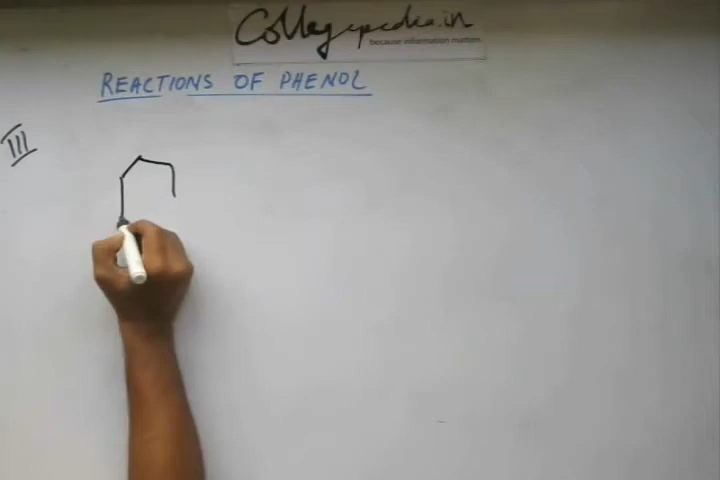 Collegepedia.in
because information matters
REACTIONS OF PHENOL
III